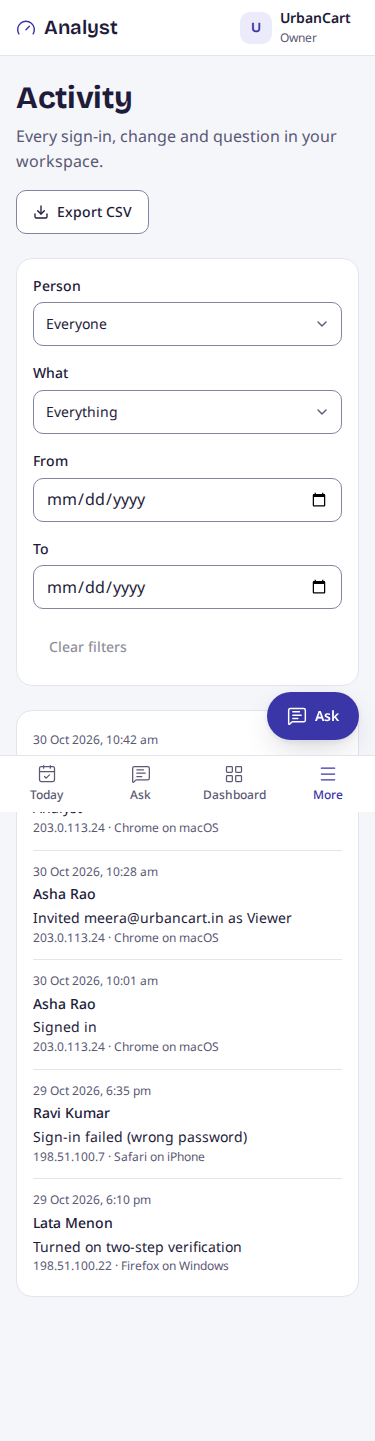 Analyst
U
UrbanCart
Owner
Activity
Every sign-in, change and question in your
workspace.
Export CSV
Person
Everyone
What
Everything
From
mm/dd/yyyy
To
mm/dd/yyyy
Clear filters
Ask
30 Oct 2026, 10:42 am
Today
Ask
Dashboard
More
203.0.113.24 · Chrome on macOS
30 Oct 2026, 10:28 am
Asha Rao
Invited meera@urbancart.in as Viewer
203.0.113.24 · Chrome on macOS
30 Oct 2026, 10:01 am
Asha Rao
Signed in
203.0.113.24 · Chrome on macOS
29 Oct 2026, 6:35 pm
Ravi Kumar
Sign-in failed (wrong password)
198.51.100.7 · Safari on iPhone
29 Oct 2026, 6:10 pm
Lata Menon
Turned on two-step verification
198.51.100.22 · Firefox on Windows